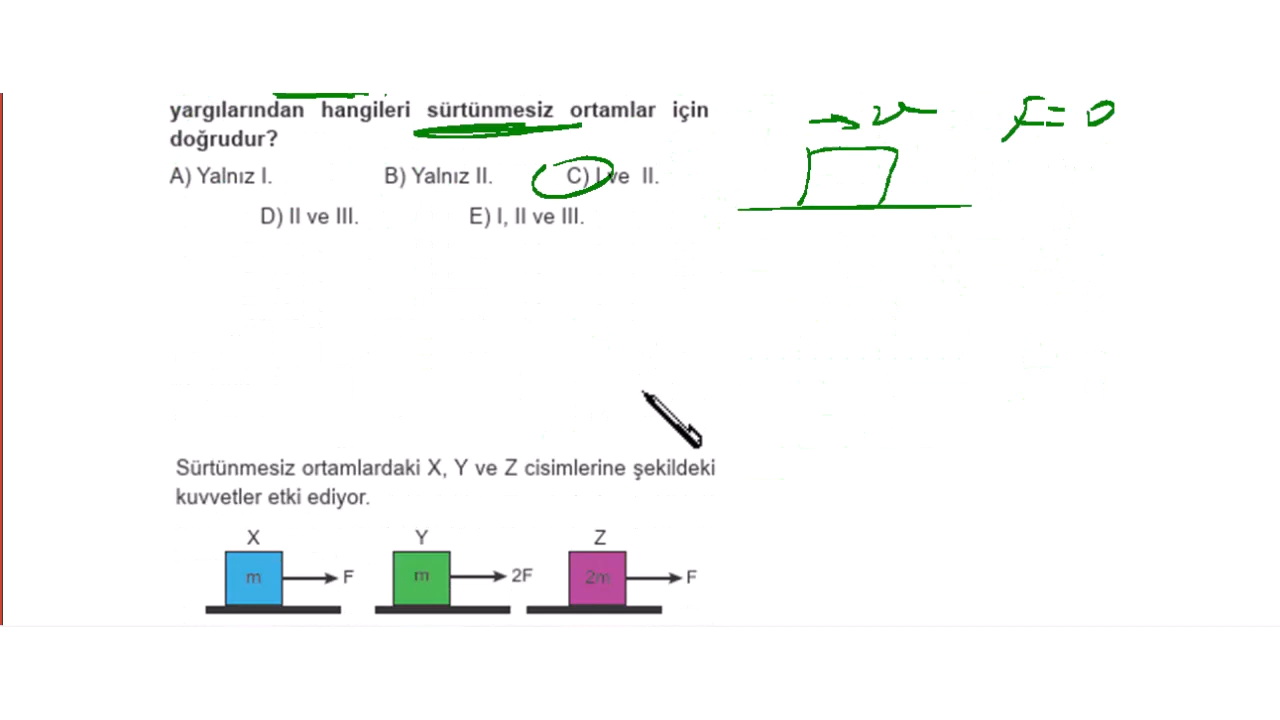 yargılarından hangileri sürtünmesiz ortamlar için
doğrudur?
A) Yalnız I. B) Yalnız II. C) I ve II.
D) II ve III. E) I, II ve III.
→ v F = 0
Sürtünmesiz ortamlardaki X, Y ve Z cisimlerine şekildeki
kuvvetler etki ediyor.
X Y Z
m F m 2F 2m F